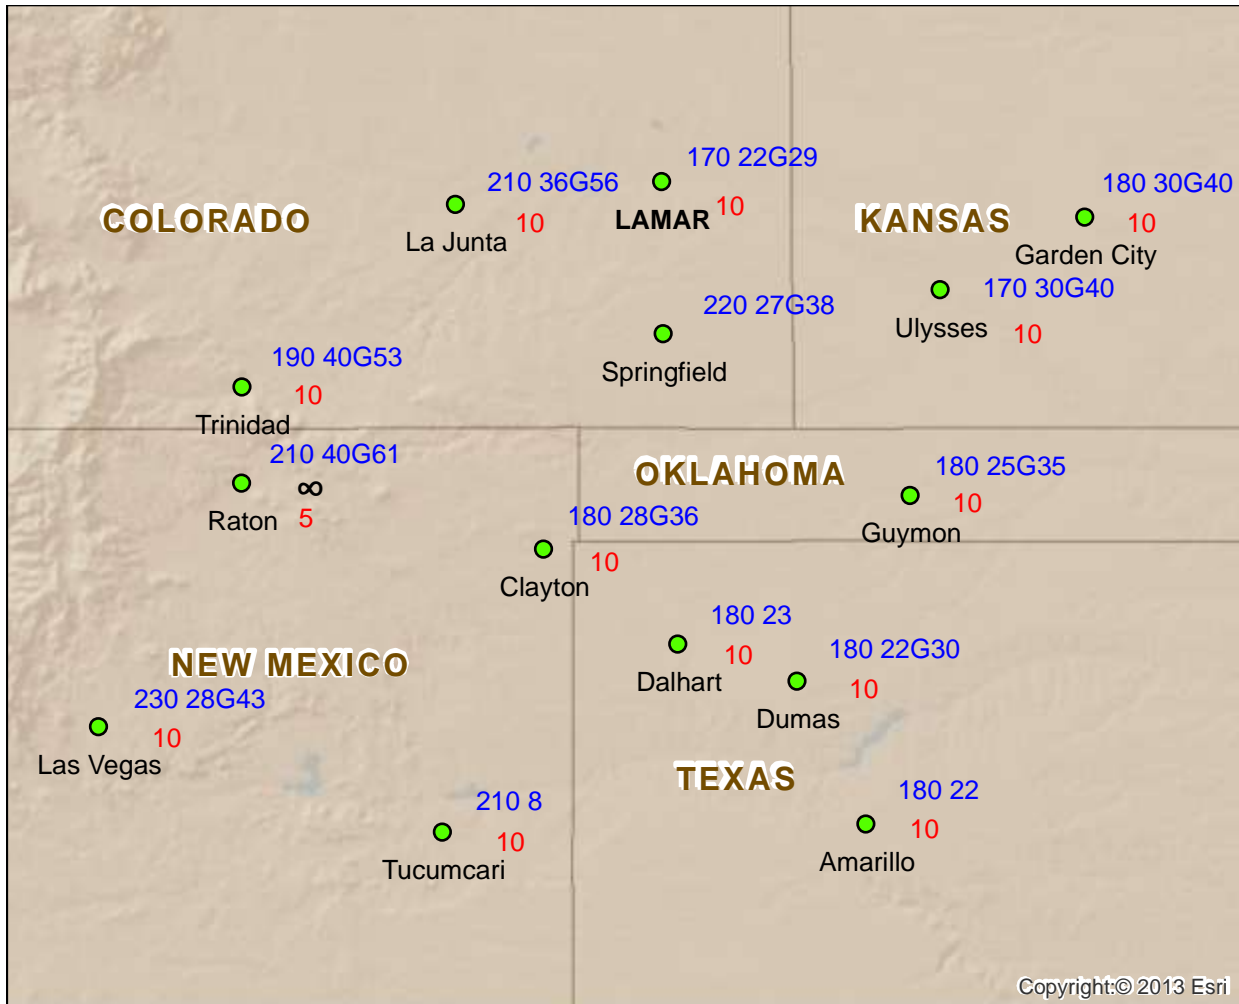 170 22G29
210 36G56
180 30G40
COLORADO
10
LAMAR
10
KANSAS
10
La Junta
Garden City
170 30G40
220 27G38
Ulysses
10
190 40G53
Springfield
10
Trinidad
210 40G61
∞
OKLAHOMA
180 25G35
10
Raton
5
180 28G36
Guymon
10
Clayton
180 23
10
180 22G30
NEW MEXICO
Dalhart
10
230 28G43
Dumas
10
Las Vegas
TEXAS
180 22
210 8
10
10
Tucumcari
Amarillo
Copyright:© 2013 Esri